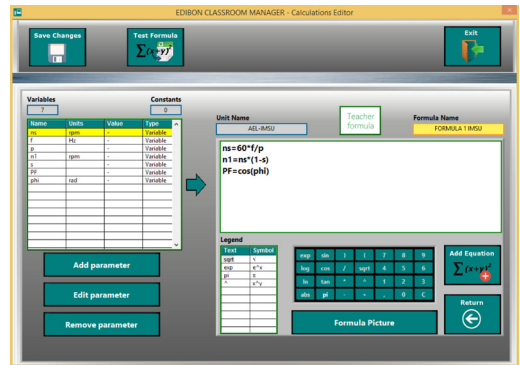 EDIBON CLASSROOM MANAGER - Calculations Editor
Save Changes
Test Formula
Σ(x+y)²
Exit
Variables
7
Constants
0
Name Units Value Type
ns rpm - Variable
f Hz - Variable
p - Variable
n1 rpm - Variable
s - Variable
PF - Variable
phi rad - Variable
Add parameter
Edit parameter
Remove parameter
Unit Name
AEL-IMSU
Teacher
formula
Formula Name
FORMULA 1 IMSU
ns=60*f/p
n1=ns*(1-s)
PF=cos(phi)
Legend
Text Symbol
sqrt √
exp e^x
pi π
^ x^y
exp sin ) ( 7 8 9
log cos / sqrt 4 5 6
ln tan * ^ 1 2 3
abs pi - + , 0 C
Formula Picture
Add Equation
Return